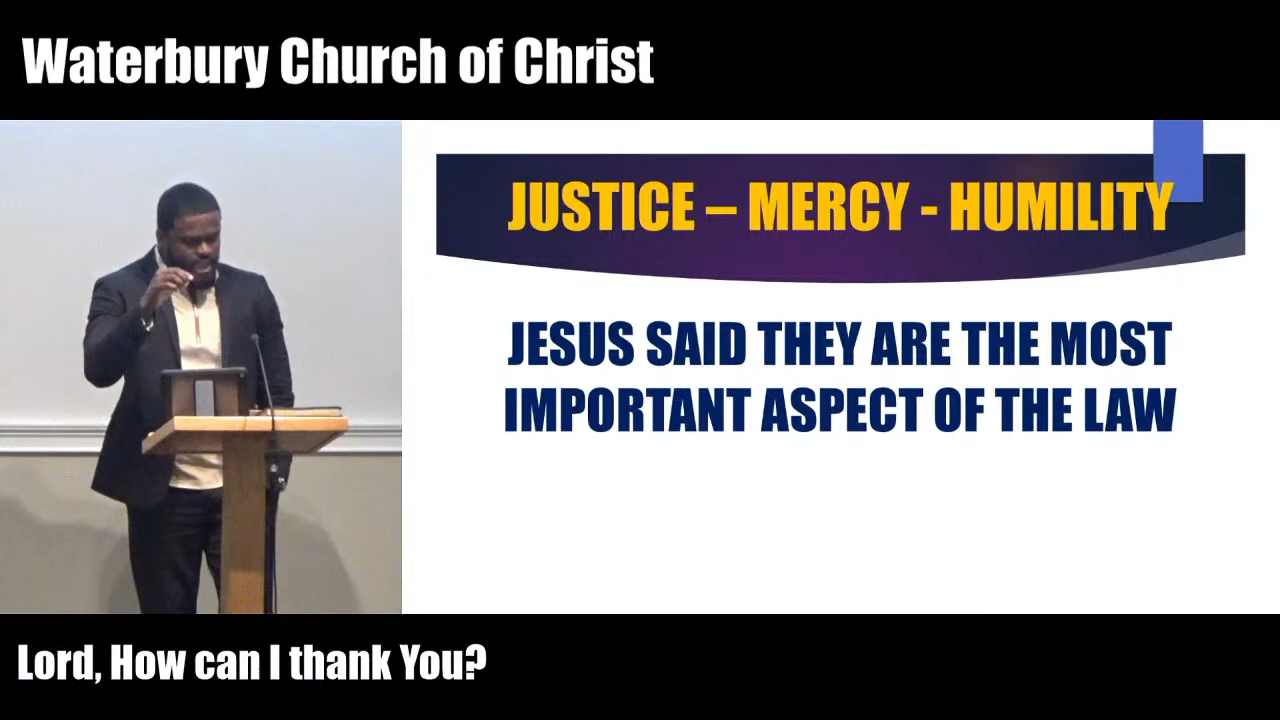 Waterbury Church of Christ
JUSTICE – MERCY - HUMILITY
JESUS SAID THEY ARE THE MOST
IMPORTANT ASPECT OF THE LAW
Lord, How can I thank You?